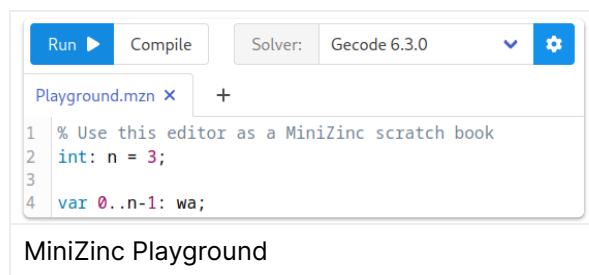 Run Compile Solver: Gecode 6.3.0
Playground.mzn × +
1 % Use this editor as a MiniZinc scratch book
2 int: n = 3;
3
4 var 0..n-1: wa;
MiniZinc Playground